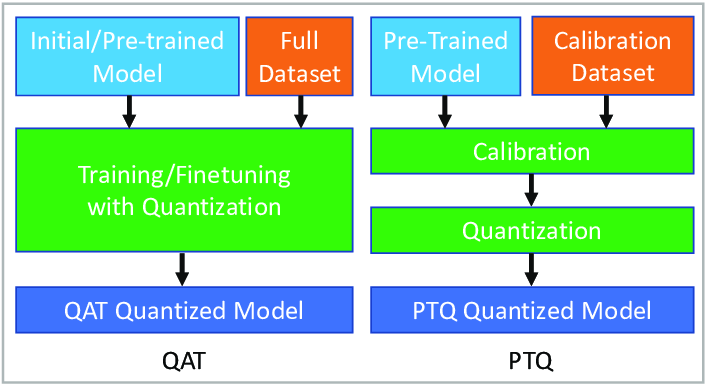 Initial/Pre-trained
Model
Full
Dataset
Training/Finetuning
with Quantization
QAT Quantized Model
QAT
Pre-Trained
Model
Calibration
Dataset
Calibration
Quantization
PTQ Quantized Model
PTQ